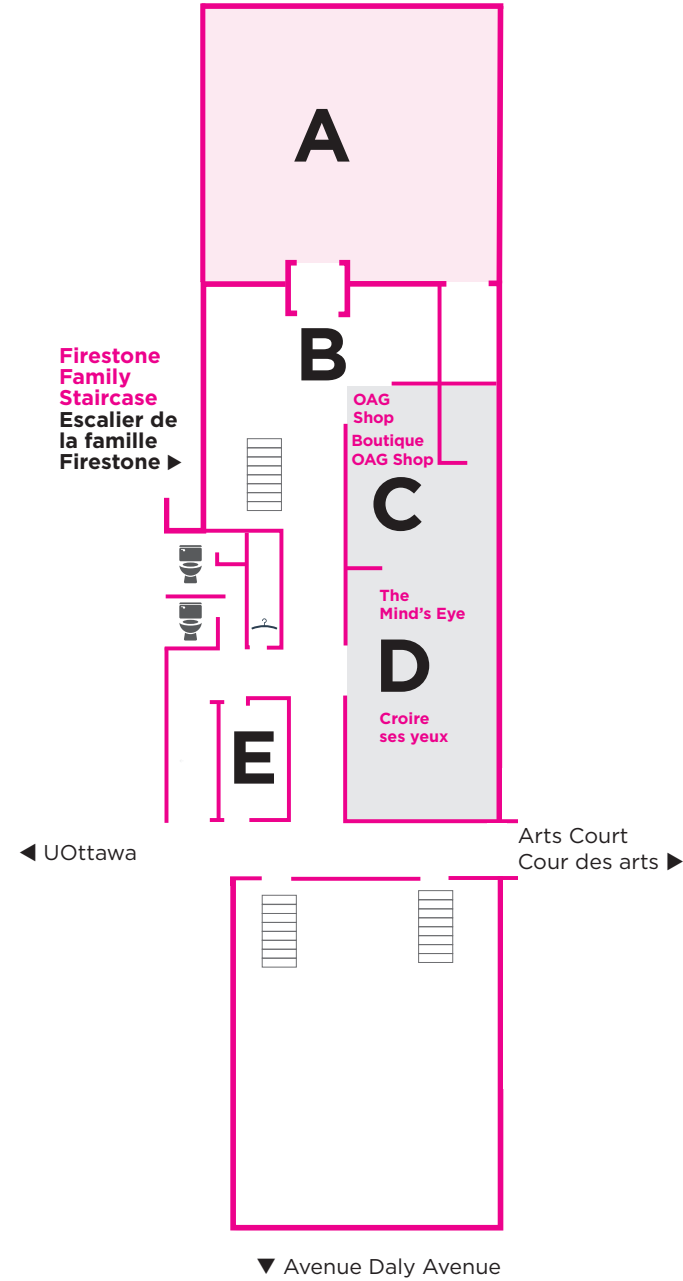 A
B
Firestone
Family
Staircase
Escalier de
la famille
Firestone ▶
OAG
Shop
Boutique
OAG Shop
C
The
Mind's Eye
D
Croire
ses yeux
E
◀ UOttawa
Arts Court
Cour des arts ▶
▼ Avenue Daly Avenue